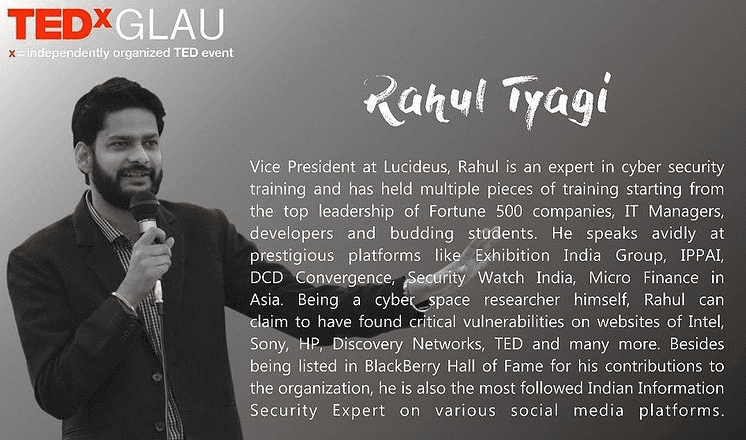 TEDxGLAU
x = independently organized TED event
Rahul Tyagi
Vice President at Lucideus, Rahul is an expert in cyber security
training and has held multiple pieces of training starting from
the top leadership of Fortune 500 companies, IT Managers,
developers and budding students. He speaks avidly at
prestigious platforms like Exhibition India Group, IPPAI,
DCD Convergence, Security Watch India, Micro Finance in
Asia. Being a cyber space researcher himself, Rahul can
claim to have found critical vulnerabilities on websites of Intel,
Sony, HP, Discovery Networks, TED and many more. Besides
being listed in BlackBerry Hall of Fame for his contributions to
the organization, he is also the most followed Indian Information
Security Expert on various social media platforms.